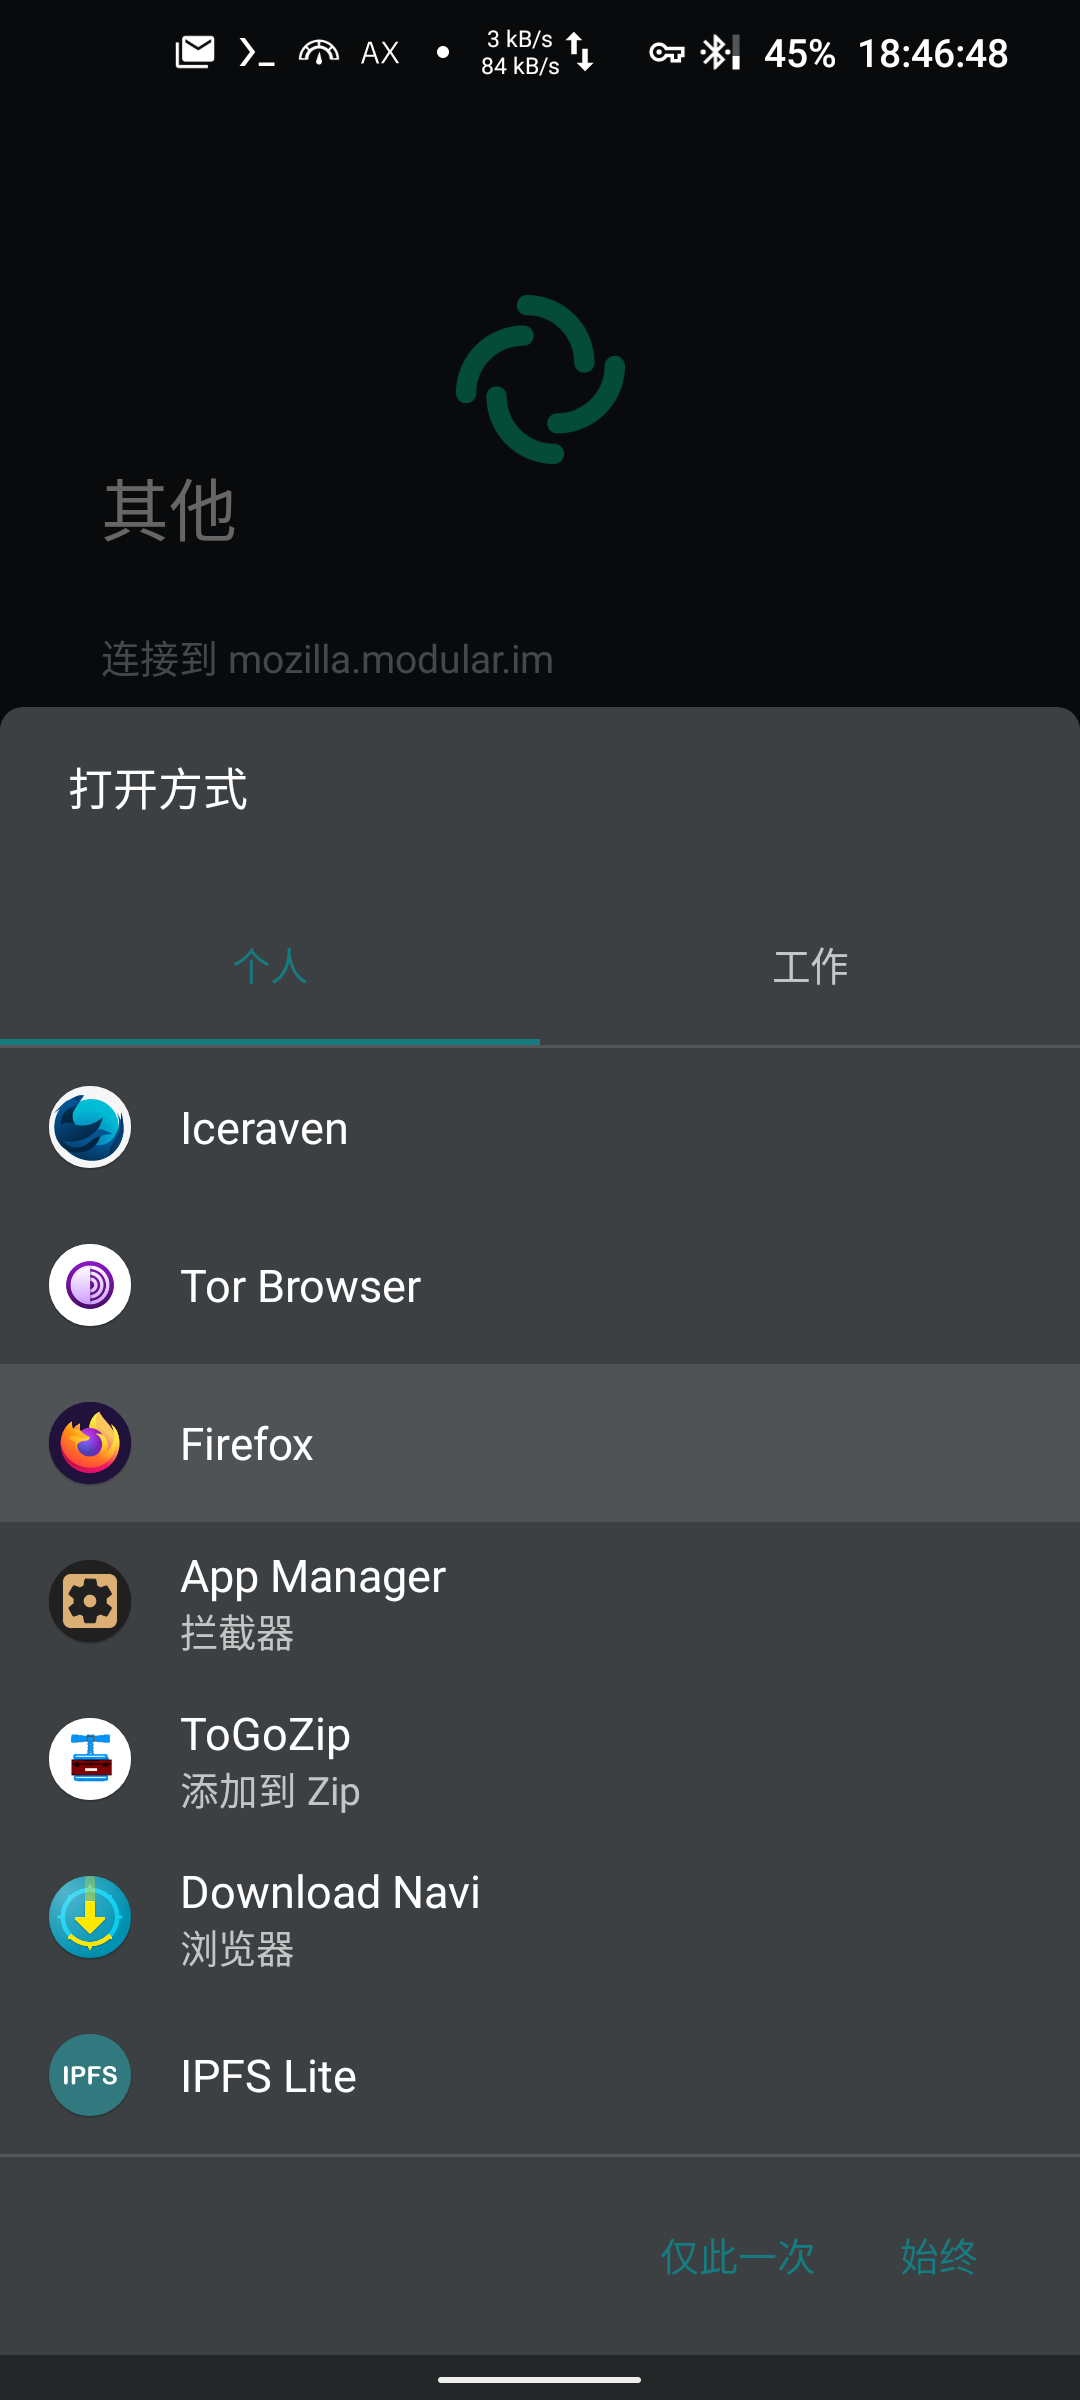 AX
3 kB/s
84 kB/s
45% 18:46:48
其他
连接到 mozilla.modular.im
打开方式
个人
工作
Iceraven
Tor Browser
Firefox
App Manager
拦截器
ToGoZip
添加到 Zip
Download Navi
浏览器
IPFS
IPFS Lite
仅此一次
始终